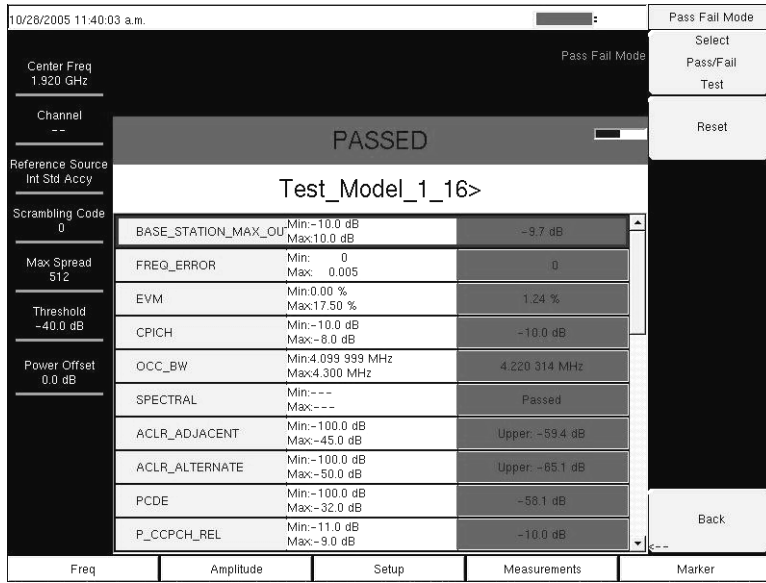 10/28/2005 11:40:03 a.m.
Pass Fail Mode
Select
Pass/Fail
Test
Reset
Back
<--
Pass Fail Mode
Center Freq
1.920 GHz
Channel
--
Reference Source
Int Std Accy
Scrambling Code
0
Max Spread
512
Threshold
-40.0 dB
Power Offset
0.0 dB
PASSED
Test_Model_1_16>
BASE_STATION_MAX_OU Min:-10.0 dB Max:10.0 dB -9.7 dB
FREQ_ERROR Min: 0 Max: 0.005 0
EVM Min:0.00 % Max:17.50 % 1.24 %
CPICH Min:-10.0 dB Max:-8.0 dB -10.0 dB
OCC_BW Min:4.099 999 MHz Max:4.300 MHz 4.220 314 MHz
SPECTRAL Min:--- Max:--- Passed
ACLR_ADJACENT Min:-100.0 dB Max:-45.0 dB Upper: -59.4 dB
ACLR_ALTERNATE Min:-100.0 dB Max:-50.0 dB Upper: -65.1 dB
PCDE Min:-100.0 dB Max:-32.0 dB -58.1 dB
P_CCPCH_REL Min:-11.0 dB Max:-9.0 dB -10.0 dB
Freq Amplitude Setup Measurements Marker